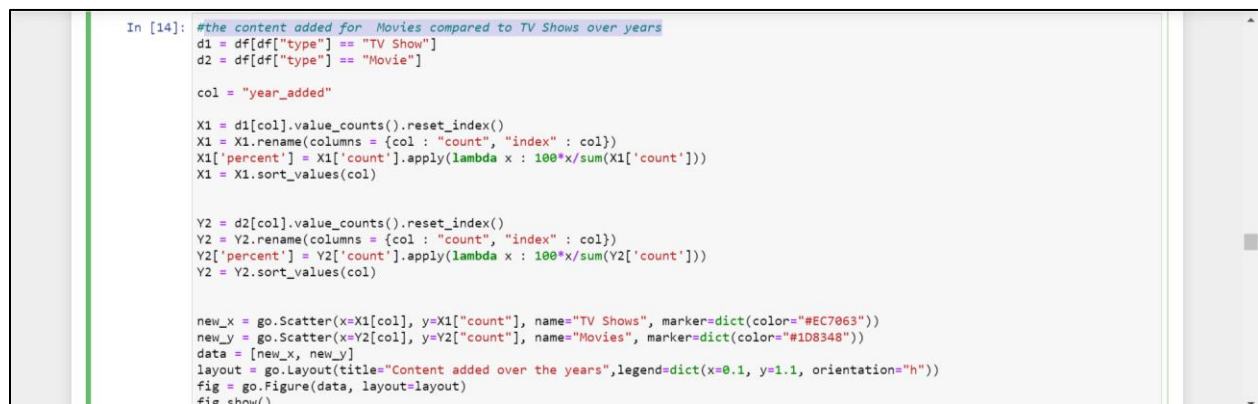 In [14]: #the content added for  Movies compared to TV Shows over years
d1 = df[df["type"] == "TV Show"]
d2 = df[df["type"] == "Movie"]
col = "year_added"
X1 = d1[col].value_counts().reset_index()
X1 = X1.rename(columns = {col : "count", "index" : col})
X1['percent'] = X1['count'].apply(lambda x : 100*x/sum(X1['count']))
X1 = X1.sort_values(col)
Y2 = d2[col].value_counts().reset_index()
Y2 = Y2.rename(columns = {col : "count", "index" : col})
Y2['percent'] = Y2['count'].apply(lambda x : 100*x/sum(Y2['count']))
Y2 = Y2.sort_values(col)
new_x = go.Scatter(x=X1[col], y=X1["count"], name="TV Shows", marker=dict(color="#EC7063"))
new_y = go.Scatter(x=Y2[col], y=Y2["count"], name="Movies", marker=dict(color="#1D8348"))
data = [new_x, new_y]
layout = go.Layout(title="Content added over the years",legend=dict(x=0.1, y=1.1, orientation="h"))
fig = go.Figure(data, layout=layout)
fig.show()